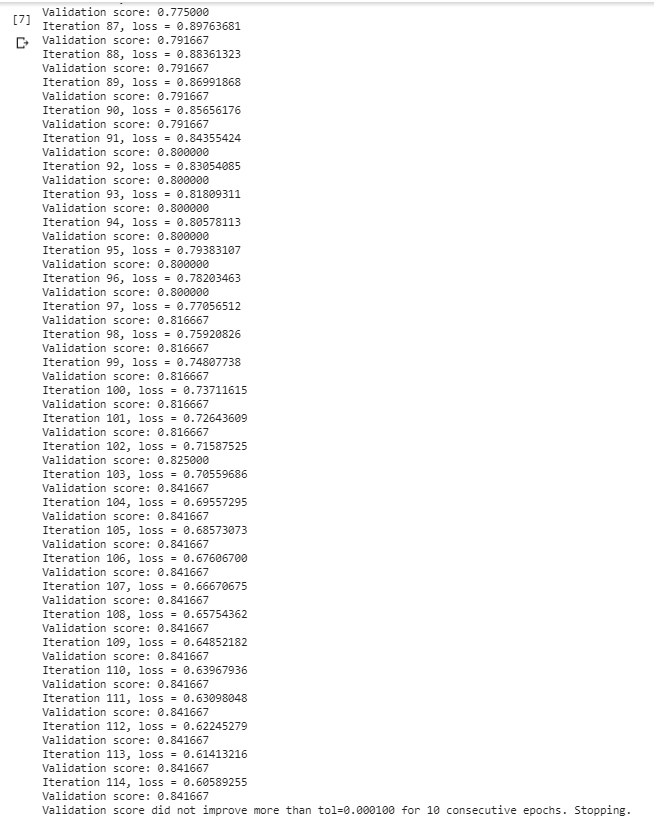 Validation score: 0.775000
[7]
Iteration 87, loss = 0.89763681
Validation score: 0.791667
Iteration 88, loss = 0.88361323
Validation score: 0.791667
Iteration 89, loss = 0.86991868
Validation score: 0.791667
Iteration 90, loss = 0.85656176
Validation score: 0.791667
Iteration 91, loss = 0.84355424
Validation score: 0.800000
Iteration 92, loss = 0.83054085
Validation score: 0.800000
Iteration 93, loss = 0.81809311
Validation score: 0.800000
Iteration 94, loss = 0.80578113
Validation score: 0.800000
Iteration 95, loss = 0.79383107
Validation score: 0.800000
Iteration 96, loss = 0.78203463
Validation score: 0.800000
Iteration 97, loss = 0.77056512
Validation score: 0.816667
Iteration 98, loss = 0.75920826
Validation score: 0.816667
Iteration 99, loss = 0.74807738
Validation score: 0.816667
Iteration 100, loss = 0.73711615
Validation score: 0.816667
Iteration 101, loss = 0.72643609
Validation score: 0.816667
Iteration 102, loss = 0.71587525
Validation score: 0.825000
Iteration 103, loss = 0.70559686
Validation score: 0.841667
Iteration 104, loss = 0.69557295
Validation score: 0.841667
Iteration 105, loss = 0.68573073
Validation score: 0.841667
Iteration 106, loss = 0.67606700
Validation score: 0.841667
Iteration 107, loss = 0.66670675
Validation score: 0.841667
Iteration 108, loss = 0.65754362
Validation score: 0.841667
Iteration 109, loss = 0.64852182
Validation score: 0.841667
Iteration 110, loss = 0.63967936
Validation score: 0.841667
Iteration 111, loss = 0.63098048
Validation score: 0.841667
Iteration 112, loss = 0.62245279
Validation score: 0.841667
Iteration 113, loss = 0.61413216
Validation score: 0.841667
Iteration 114, loss = 0.60589255
Validation score: 0.841667
Validation score did not improve more than tol=0.000100 for 10 consecutive epochs. Stopping.